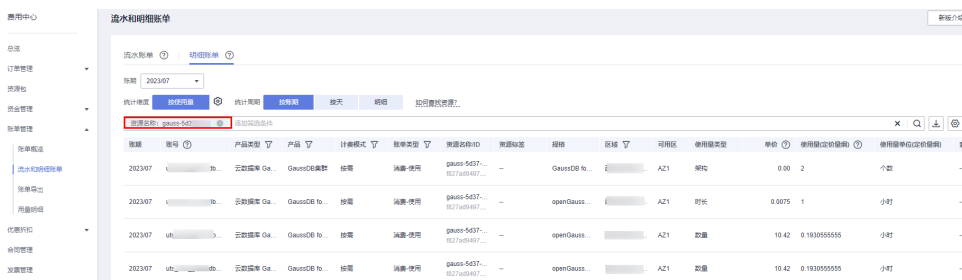 费用中心
流水和明细账单
新版介绍
总览
流水账单 ? 明细账单 ?
订单管理
账期 2023/07
资源包
统计维度 按使用量 统计周期 按账期 按天 明细 如何查找资源?
资金管理
资源名称: gauss-5d3 添加筛选条件
账单管理
账期 账号 ? 产品类型 产品 计费模式 账单类型 资源名称/ID 资源标签 规格 区域 可用区 使用量类型 单价 ? 使用量(定价量纲) ? 使用量单位(定价量纲)
账单概览
流水和明细账单
2023/07 云数据库 Ga... GaussDB集群 按需 消费-使用 gauss-5d37-... f827ad9497... -- GaussDB fo... AZ1 架构 0.00 2 个数
账单导出
2023/07 云数据库 Ga... GaussDB fo... 按需 消费-使用 gauss-5d37-... f827ad9497... -- openGauss... AZ1 时长 0.0075 1 小时
用量明细
优惠折扣
2023/07 云数据库 Ga... GaussDB fo... 按需 消费-使用 gauss-5d37-... f827ad9497... -- openGauss... AZ1 数量 10.42 0.1930555555 小时
合同管理
发票管理
2023/07 云数据库 Ga... GaussDB fo... 按需 消费-使用 gauss-5d37-... f827ad9497... -- openGauss... AZ1 数量 10.42 0.1930555555 小时